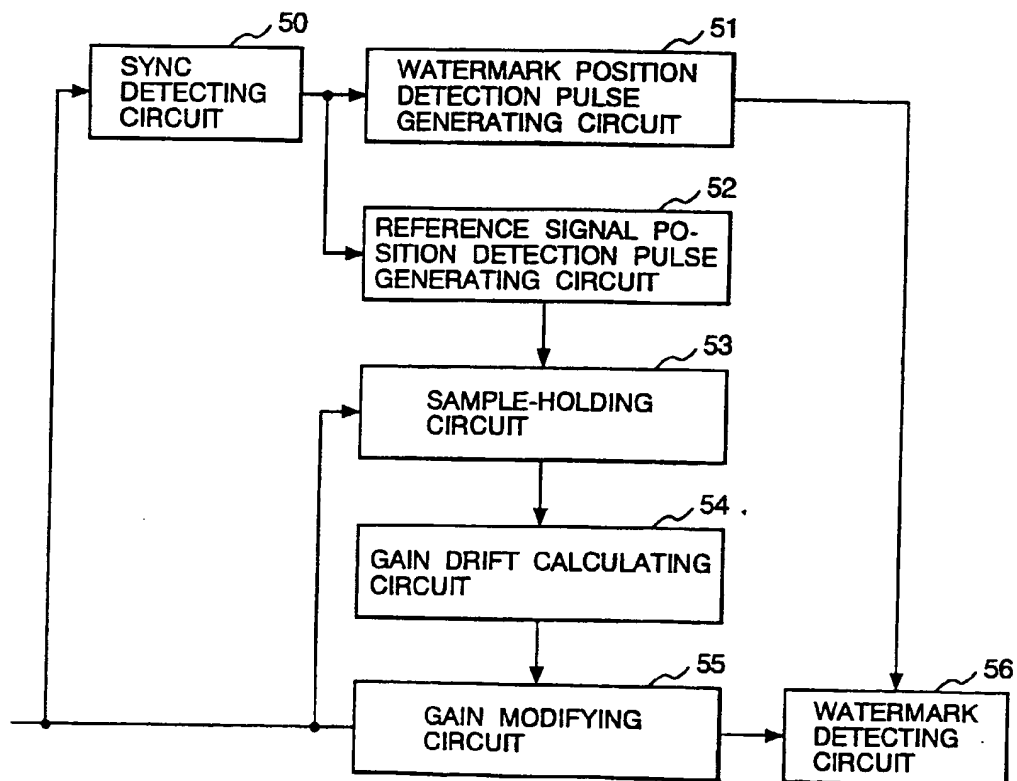 50
SYNC
DETECTING
CIRCUIT
51
WATERMARK POSITION
DETECTION PULSE
GENERATING CIRCUIT
52
REFERENCE SIGNAL PO-
SITION DETECTION PULSE
GENERATING CIRCUIT
53
SAMPLE-HOLDING
CIRCUIT
54
GAIN DRIFT CALCULATING
CIRCUIT
55
GAIN MODIFYING
CIRCUIT
56
WATERMARK
DETECTING
CIRCUIT